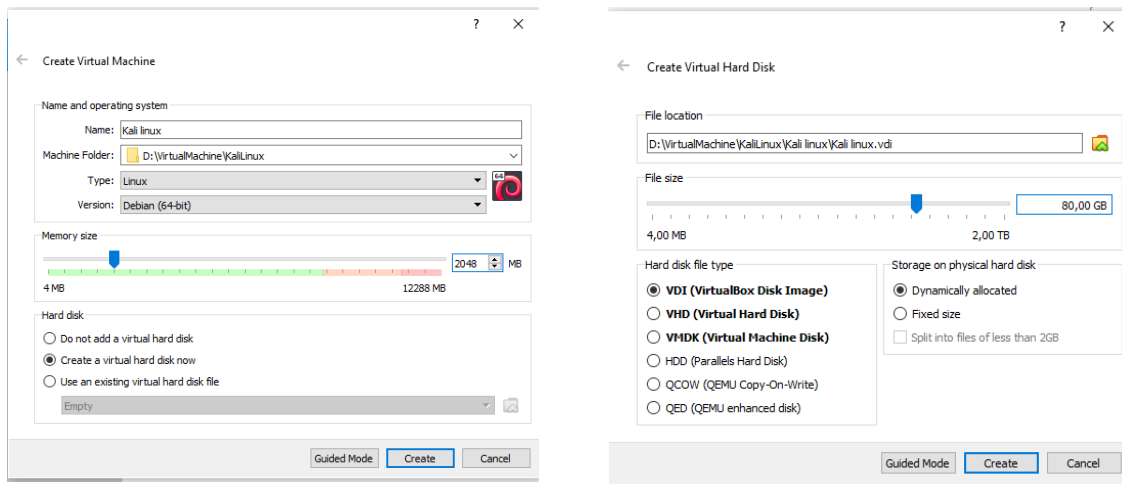 ?
Create Virtual Machine
Name and operating system
Name: Kali linux
Machine Folder: D:\VirtualMachine\KaliLinux
Type: Linux
64
Version: Debian (64-bit)
Memory size
2048 MB
4 MB 12288 MB
Hard disk
Do not add a virtual hard disk
Create a virtual hard disk now
Use an existing virtual hard disk file
Empty
Guided Mode Create Cancel
?
Create Virtual Hard Disk
File location
D:\VirtualMachine\KaliLinux\Kali linux\Kali linux.vdi
File size
80,00 GB
4,00 MB 2,00 TB
Hard disk file type
VDI (VirtualBox Disk Image)
VHD (Virtual Hard Disk)
VMDK (Virtual Machine Disk)
HDD (Parallels Hard Disk)
QCOW (QEMU Copy-On-Write)
QED (QEMU enhanced disk)
Storage on physical hard disk
Dynamically allocated
Fixed size
Split into files of less than 2GB
Guided Mode Create Cancel